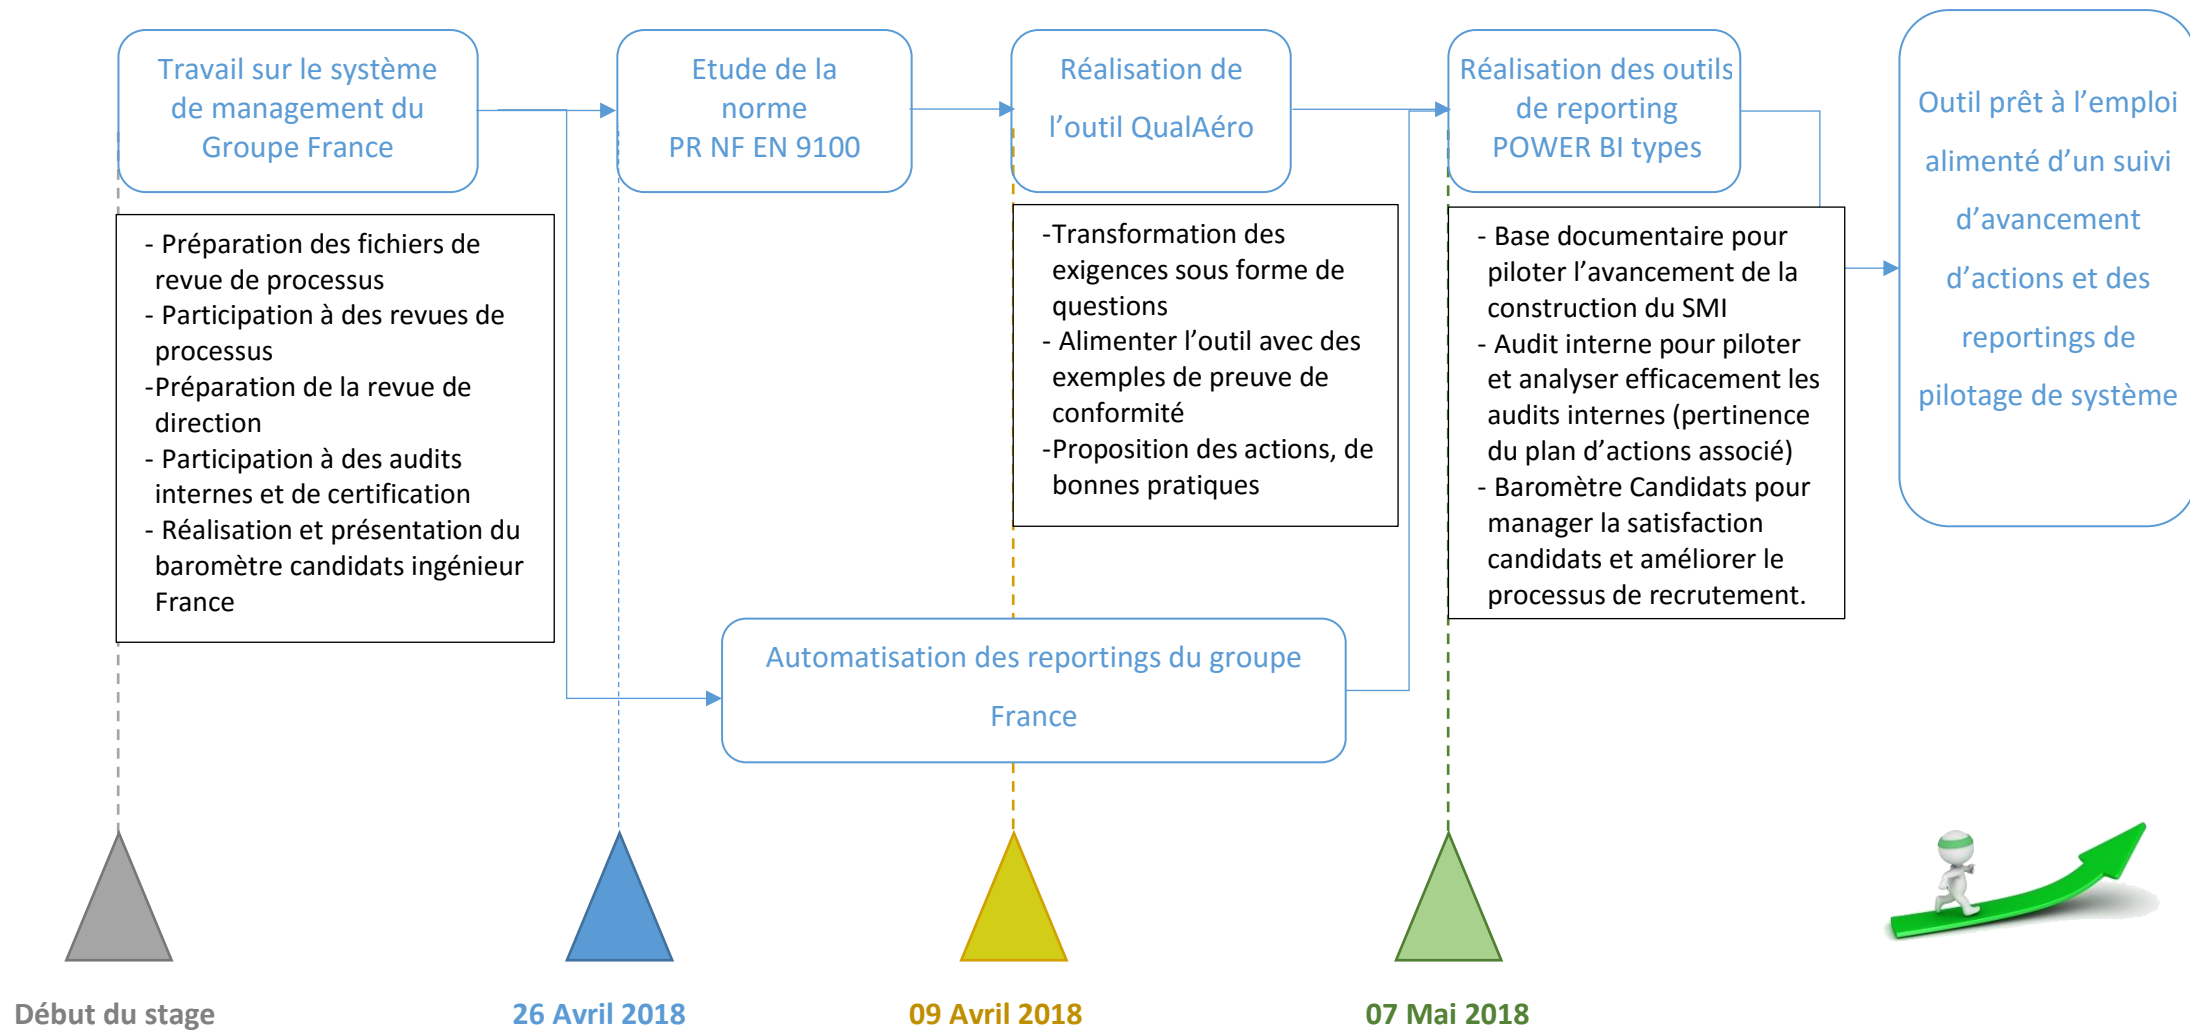 Travail sur le système
de management du
Groupe France
Etude de la
norme
PR NF EN 9100
Réalisation de
l’outil QualAéro
Réalisation des outils
de reporting
POWER BI types
Outil prêt à l’emploi
alimenté d’un suivi
d’avancement
d’actions et des
reportings de
pilotage de système
- Préparation des fichiers de
revue de processus
- Participation à des revues de
processus
-Préparation de la revue de
direction
- Participation à des audits
internes et de certification
- Réalisation et présentation du
baromètre candidats ingénieur
France
-Transformation des
exigences sous forme de
questions
- Alimenter l’outil avec des
exemples de preuve de
conformité
-Proposition des actions, de
bonnes pratiques
- Base documentaire pour
piloter l’avancement de la
construction du SMI
- Audit interne pour piloter
et analyser efficacement les
audits internes (pertinence
du plan d’actions associé)
- Baromètre Candidats pour
manager la satisfaction
candidats et améliorer le
processus de recrutement.
Automatisation des reportings du groupe
France
Début du stage
26 Avril 2018
09 Avril 2018
07 Mai 2018